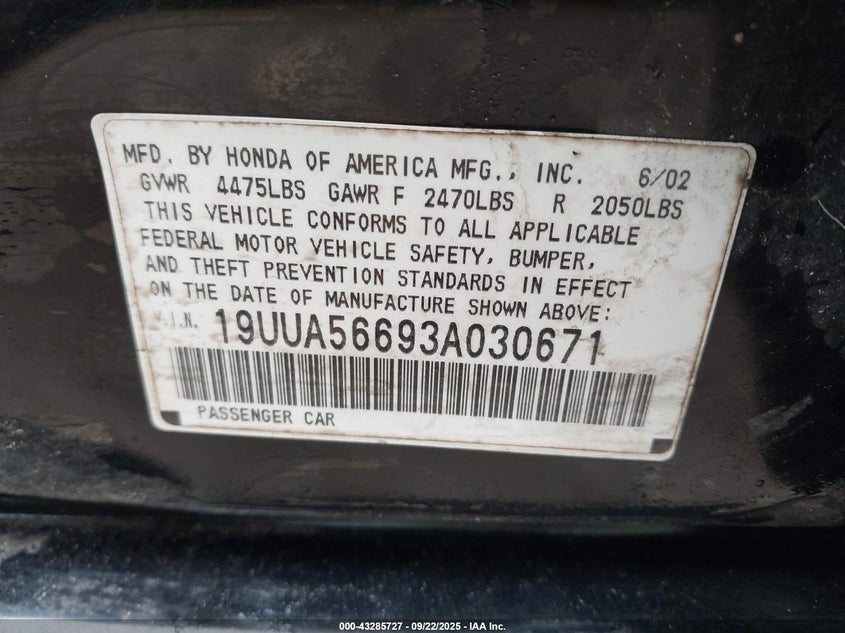 MFD. BY HONDA OF AMERICA MFG., INC. 6/02
GVWR 4475LBS GAWR F 2470LBS R 2050LBS
THIS VEHICLE CONFORMS TO ALL APPLICABLE
FEDERAL MOTOR VEHICLE SAFETY, BUMPER,
AND THEFT PREVENTION STANDARDS IN EFFECT
ON THE DATE OF MANUFACTURE SHOWN ABOVE:
V.I.N. 19UUA56693A030671
PASSENGER CAR
000-43285727 - 09/22/2025 - IAA Inc.